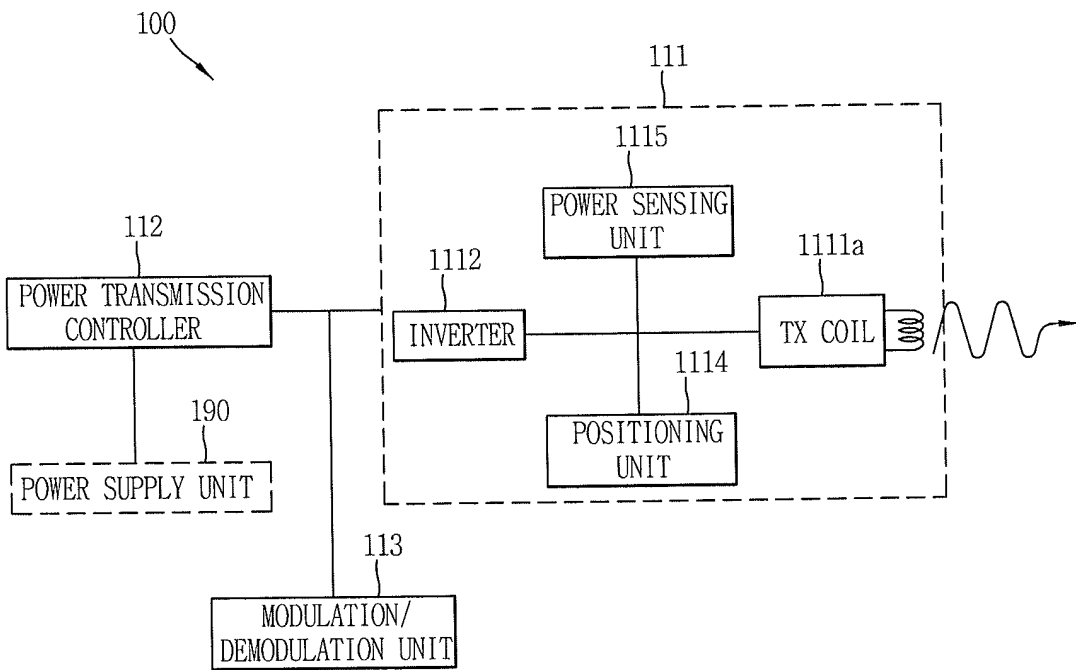 100
111
1115
POWER SENSING
UNIT
112
1112
1111a
POWER TRANSMISSION
CONTROLLER
INVERTER
TX COIL
1114
190
POSITIONING
UNIT
POWER SUPPLY UNIT
113
MODULATION/
DEMODULATION UNIT